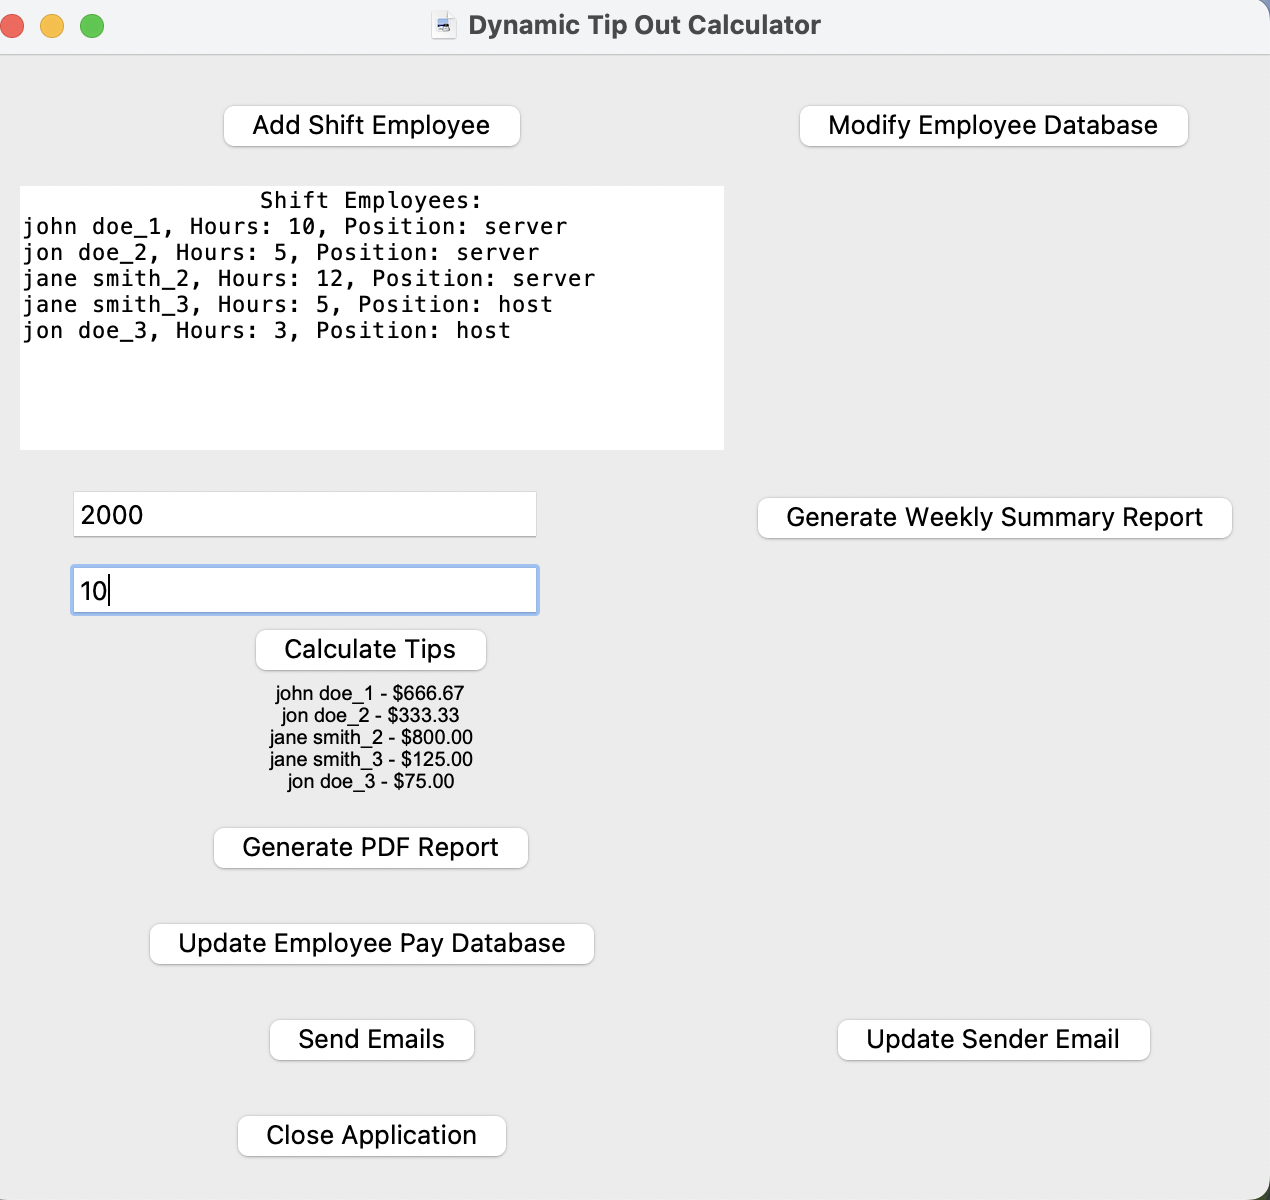 Dynamic Tip Out Calculator
Add Shift Employee
Modify Employee Database
Shift Employees:
john doe_1, Hours: 10, Position: server
jon doe_2, Hours: 5, Position: server
jane smith_2, Hours: 12, Position: server
jane smith_3, Hours: 5, Position: host
jon doe_3, Hours: 3, Position: host
2000
Generate Weekly Summary Report
10
Calculate Tips
john doe_1 - $666.67
jon doe_2 - $333.33
jane smith_2 - $800.00
jane smith_3 - $125.00
jon doe_3 - $75.00
Generate PDF Report
Update Employee Pay Database
Send Emails
Update Sender Email
Close Application